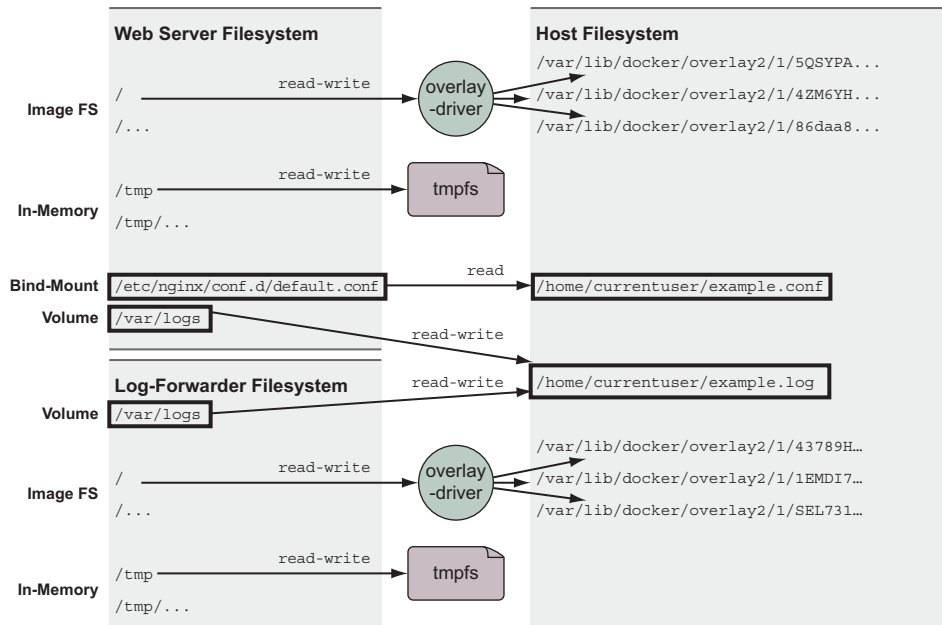 Web Server Filesystem
Host Filesystem
/var/lib/docker/overlay2/1/5QSYPA...
read-write
Image FS
/
overlay
-driver
/var/lib/docker/overlay2/1/4ZM6YH...
/...
/var/lib/docker/overlay2/1/86daa8...
read-write
In-Memory
/tmp
tmpfs
/tmp/...
read
Bind-Mount
/etc/nginx/conf.d/default.conf
/home/currentuser/example.conf
Volume
/var/logs
read-write
Log-Forwarder Filesystem
read-write
/home/currentuser/example.log
Volume
/var/logs
/var/lib/docker/overlay2/1/43789H…
read-write
Image FS
/
overlay
-driver
/var/lib/docker/overlay2/1/1EMDI7…
/...
/var/lib/docker/overlay2/1/SEL731…
read-write
In-Memory
/tmp
tmpfs
/tmp/...